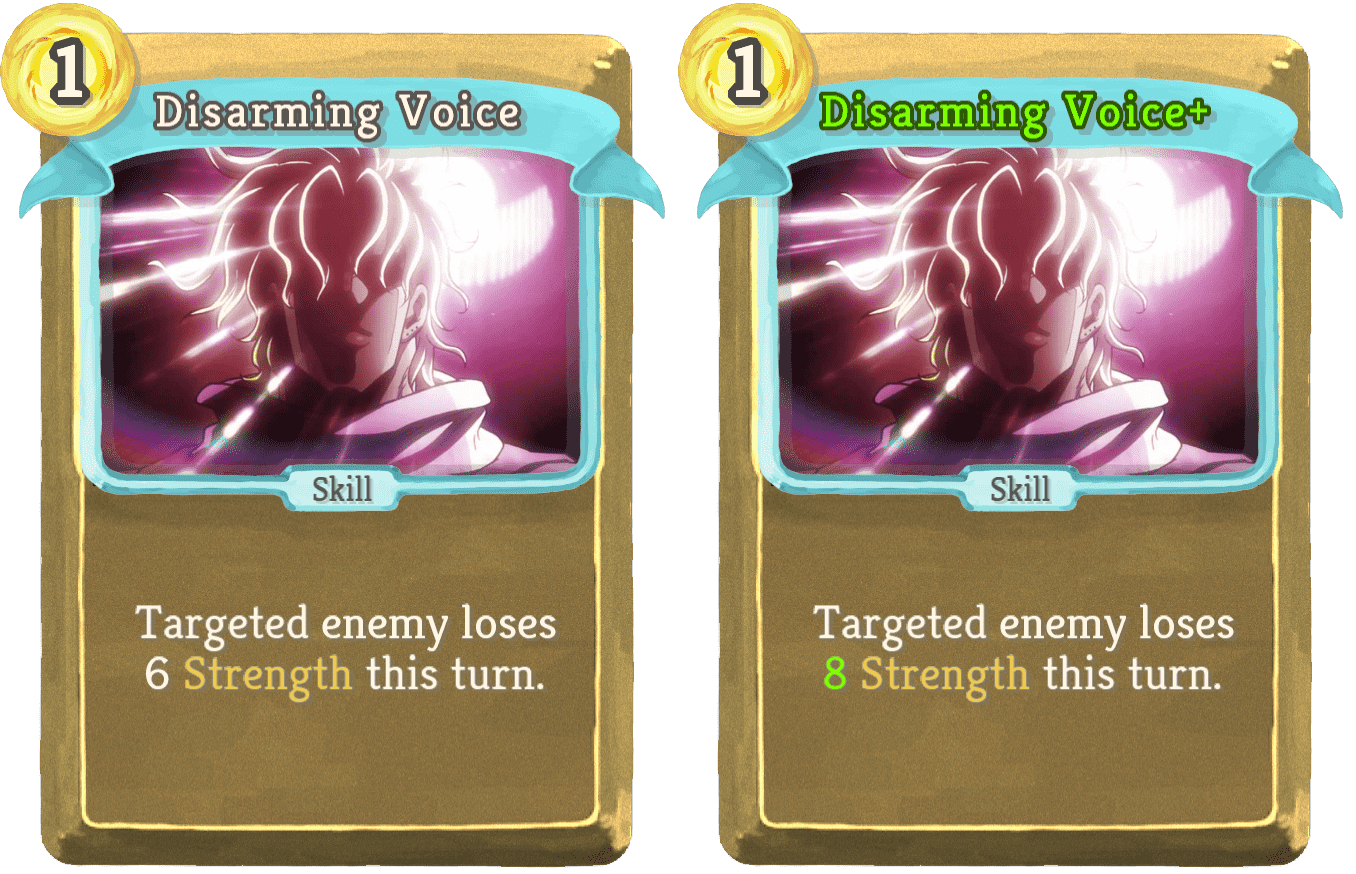 1
Disarming Voice
Skill
Targeted enemy loses
6 Strength this turn.
1
Disarming Voice+
Skill
Targeted enemy loses
8 Strength this turn.